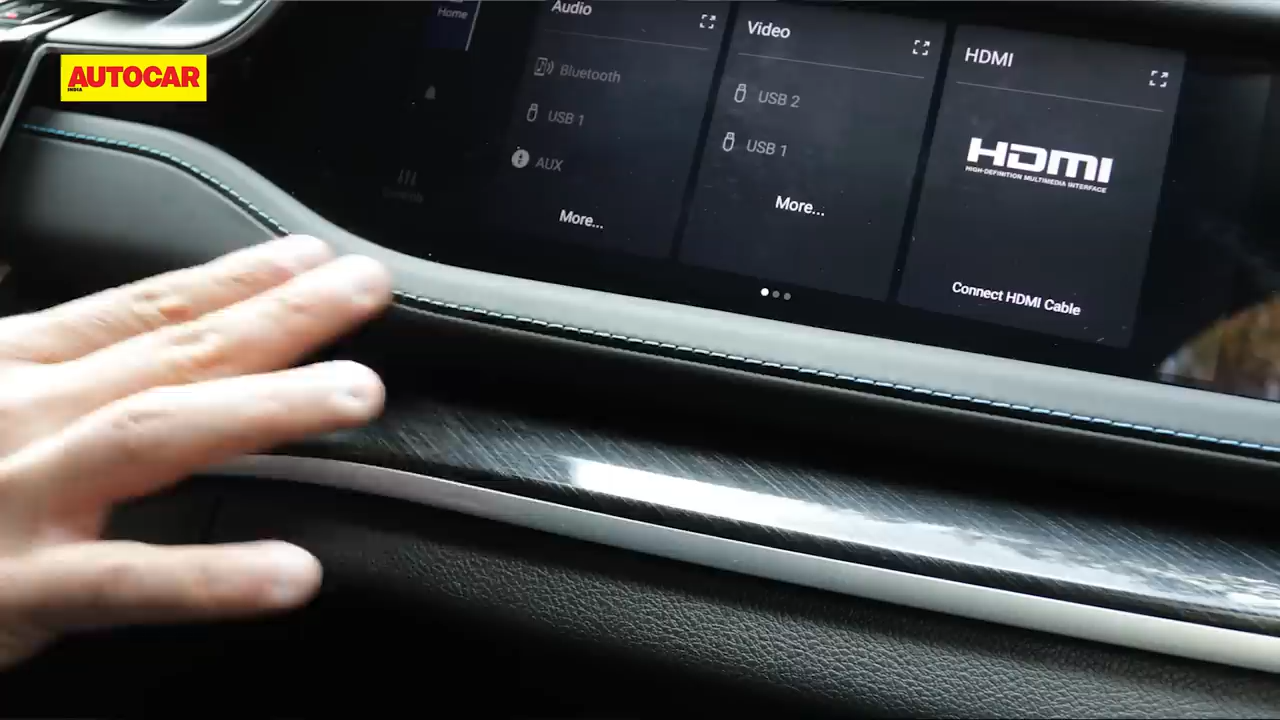 Home
AUTOCAR
INDIA
Audio
Bluetooth
USB 1
AUX
More...
Video
USB 2
USB 1
More...
HDMI
HDMI
HIGH-DEFINITION MULTIMEDIA INTERFACE
Connect HDMI Cable